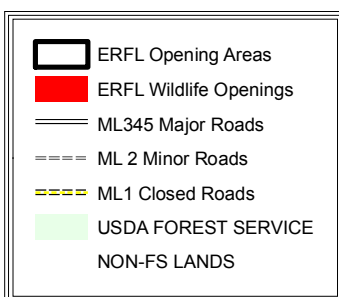 ERFL Opening Areas
ERFL Wildlife Openings
ML345 Major Roads
ML 2 Minor Roads
ML1 Closed Roads
USDA FOREST SERVICE
NON-FS LANDS